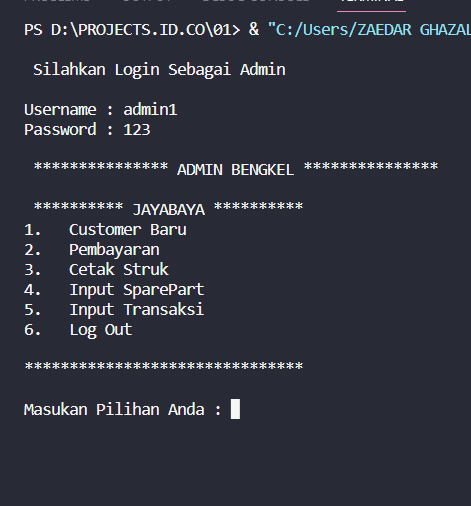 TERMINAL
PS D:\PROJECTS.ID.CO\01> & "C:/Users/ZAEDAR GHAZAL
Silahkan Login Sebagai Admin
Username : admin1
Password : 123
*************** ADMIN BENGKEL ***************
********** JAYABAYA **********
1. Customer Baru
2. Pembayaran
3. Cetak Struk
4. Input SparePart
5. Input Transaksi
6. Log Out
*******************************
Masukan Pilihan Anda :